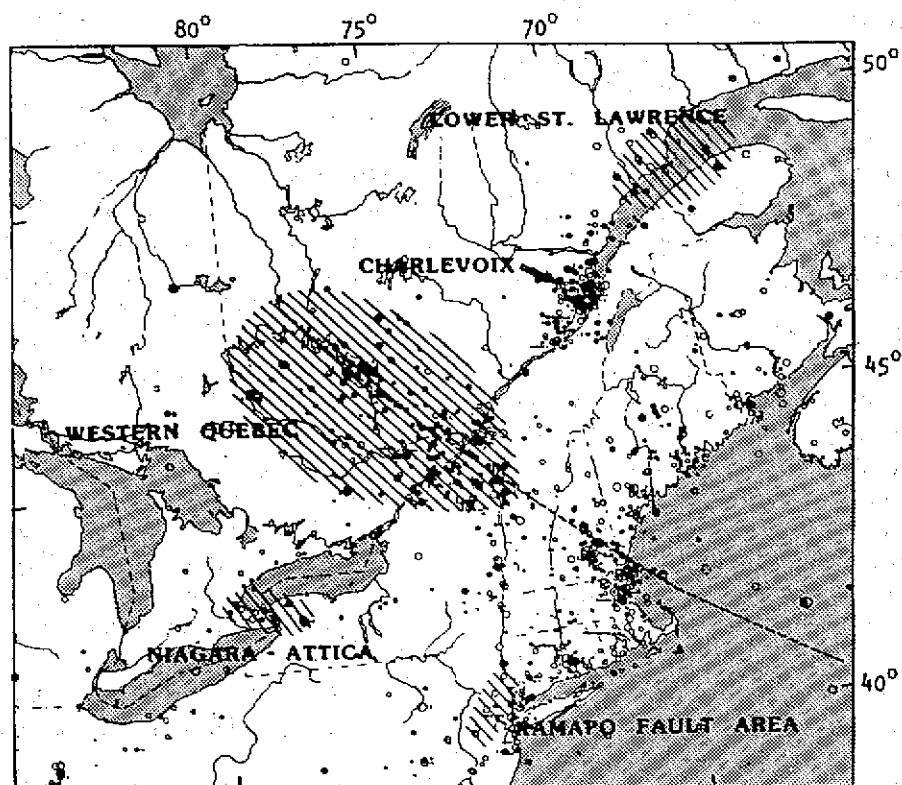 80° 75° 70°
50°
LOWER ST. LAWRENCE
CHARLEVOIX
45°
WESTERN QUEBEC
NIAGARA - ATTICA
40°
RAMAPO FAULT AREA